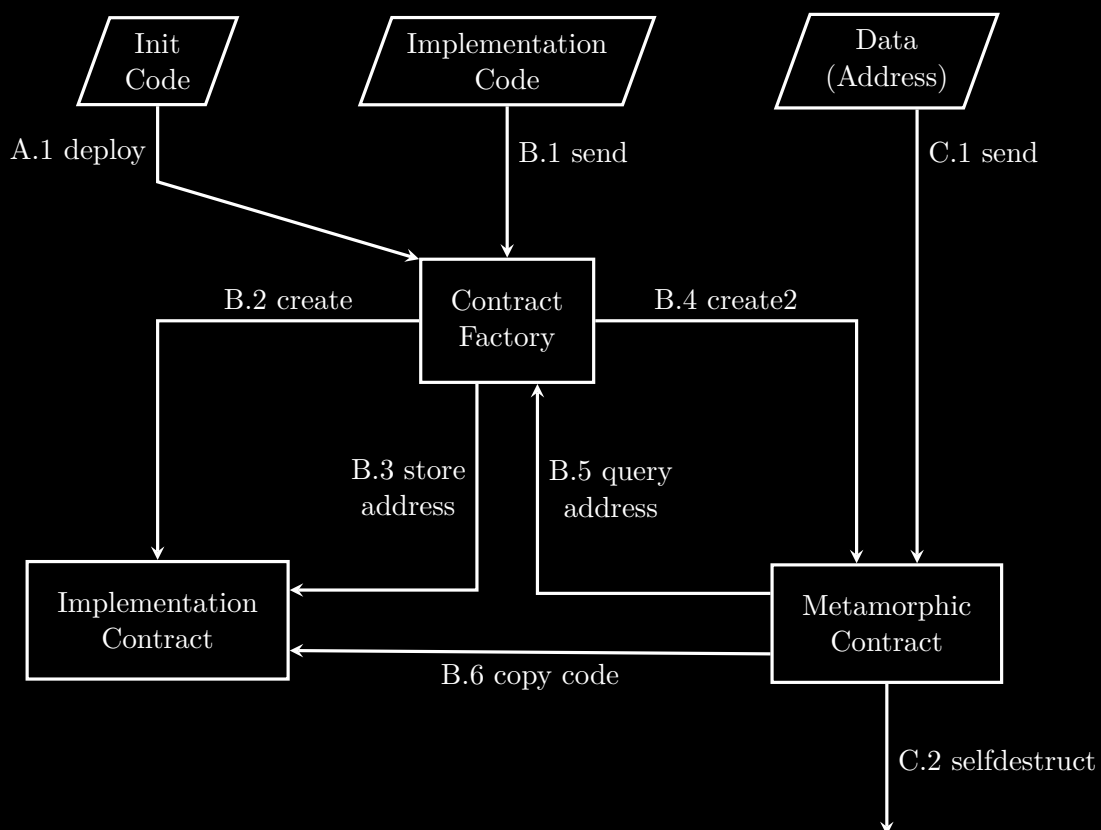 Init
Code
Implementation
Code
Data
(Address)
A.1 deploy
B.1 send
C.1 send
B.2 create
Contract
Factory
B.4 create2
B.3 store
address
B.5 query
address
Implementation
Contract
Metamorphic
Contract
B.6 copy code
C.2 selfdestruct